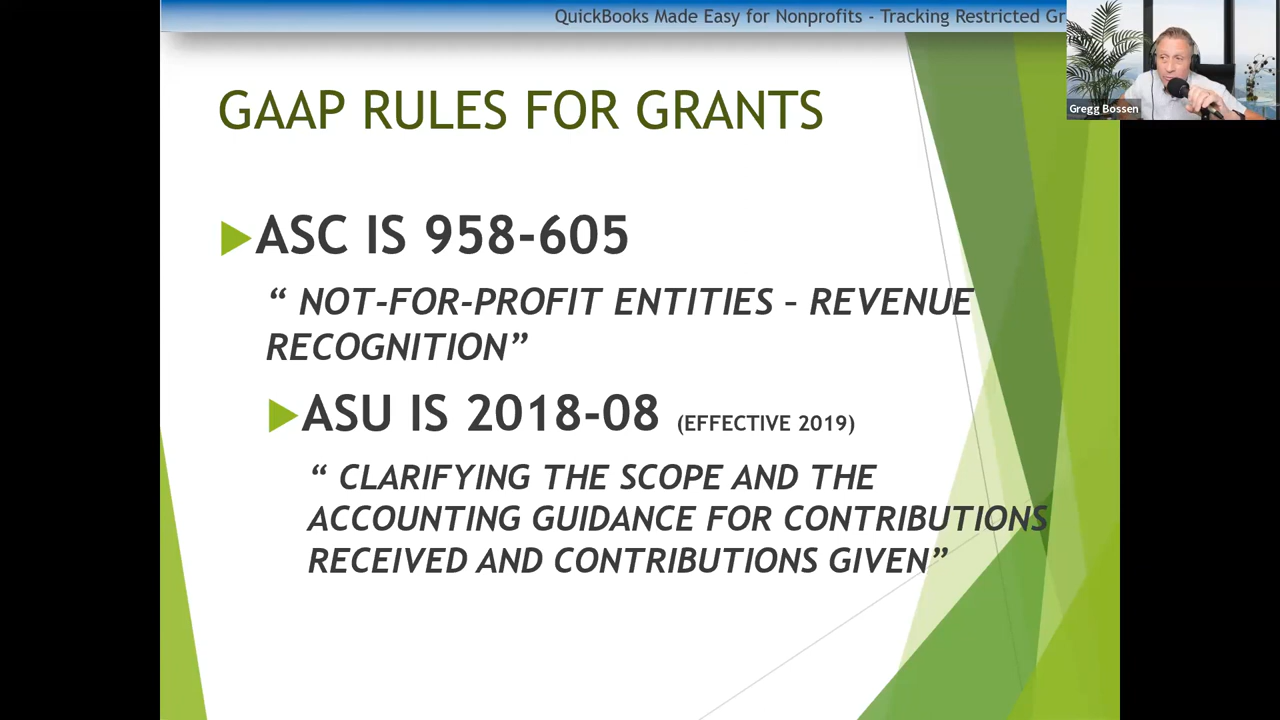 QuickBooks Made Easy for Nonprofits - Tracking Restricted
Gregg Bossen
GAAP RULES FOR GRANTS
ASC IS 958-605
“ NOT-FOR-PROFIT ENTITIES – REVENUE
RECOGNITION”
ASU IS 2018-08 (EFFECTIVE 2019)
“ CLARIFYING THE SCOPE AND THE
ACCOUNTING GUIDANCE FOR CONTRIBUTIONS
RECEIVED AND CONTRIBUTIONS GIVEN”